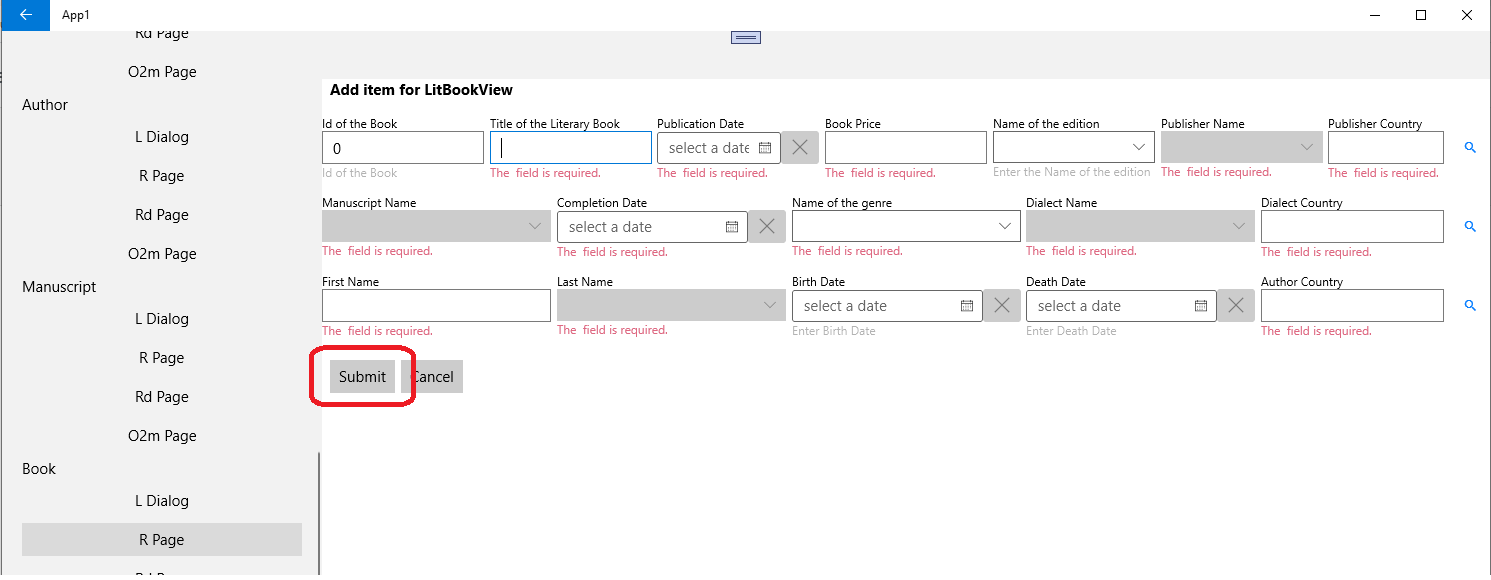 App1
Rd Page
O2m Page
Author
L Dialog
R Page
Rd Page
O2m Page
Manuscript
L Dialog
R Page
Rd Page
O2m Page
Book
L Dialog
R Page
Add item for LitBookView
Id of the Book Title of the Literary Book Publication Date Book Price Name of the edition Publisher Name Publisher Country
0 select a date
Id of the Book The field is required. The field is required. The field is required. Enter the Name of the edition The field is required. The field is required.
Manuscript Name Completion Date Name of the genre Dialect Name Dialect Country
select a date
The field is required. The field is required. The field is required. The field is required. The field is required.
First Name Last Name Birth Date Death Date Author Country
select a date select a date
The field is required. The field is required. Enter Birth Date Enter Death Date The field is required.
Submit Cancel